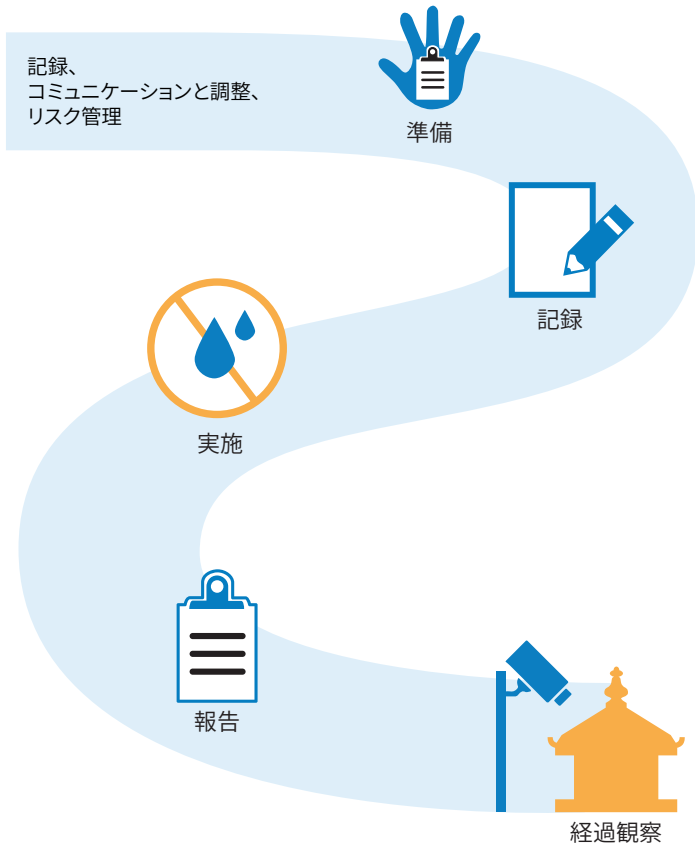 記録、
コミュニケーションと調整、
リスク管理
準備
記録
実施
報告
経過観察